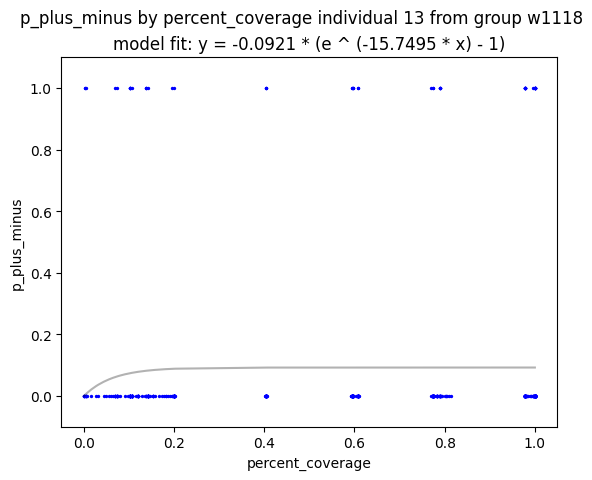 p_plus_minus by percent_coverage individual 13 from group w1118
model fit: y = -0.0921 * (e ^ (-15.7495 * x) - 1)
1.0
0.8
0.6
0.4
0.2
0.0
p_plus_minus
0.0 0.2 0.4 0.6 0.8 1.0
percent_coverage